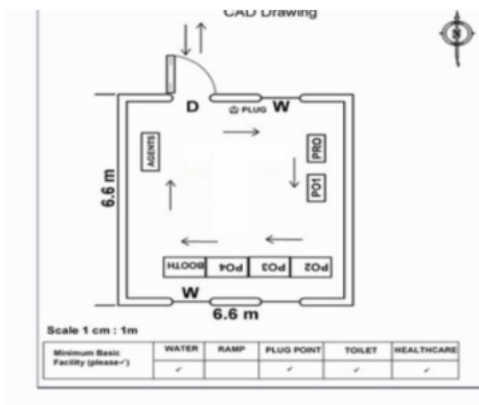 CAD Drawing
D
PLUG W
AGENTS
PRO
PO1
6.6 m
BOOTH PO4 PO3 PO2
W
6.6 m
Scale 1 cm : 1m
Minimum Basic Facility (please✓) WATER RAMP PLUG POINT TOILET HEALTHCARE
✓ ✓ ✓ ✓